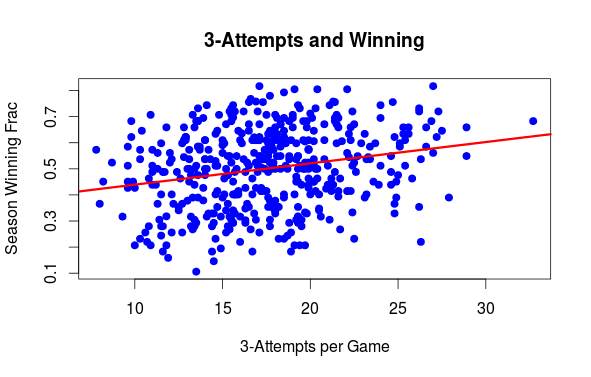 3-Attempts and Winning
Season Winning Frac
0.7
0.5
0.3
0.1
10 15 20 25 30
3-Attempts per Game